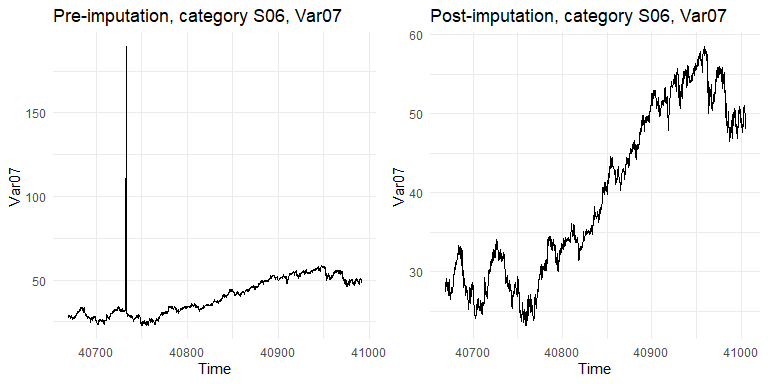 Pre-imputation, category S06, Var07
Var07
150
100
50
40700 40800 40900 41000
Time
Post-imputation, category S06, Var07
Var07
60
50
40
30
40700 40800 40900 41000
Time